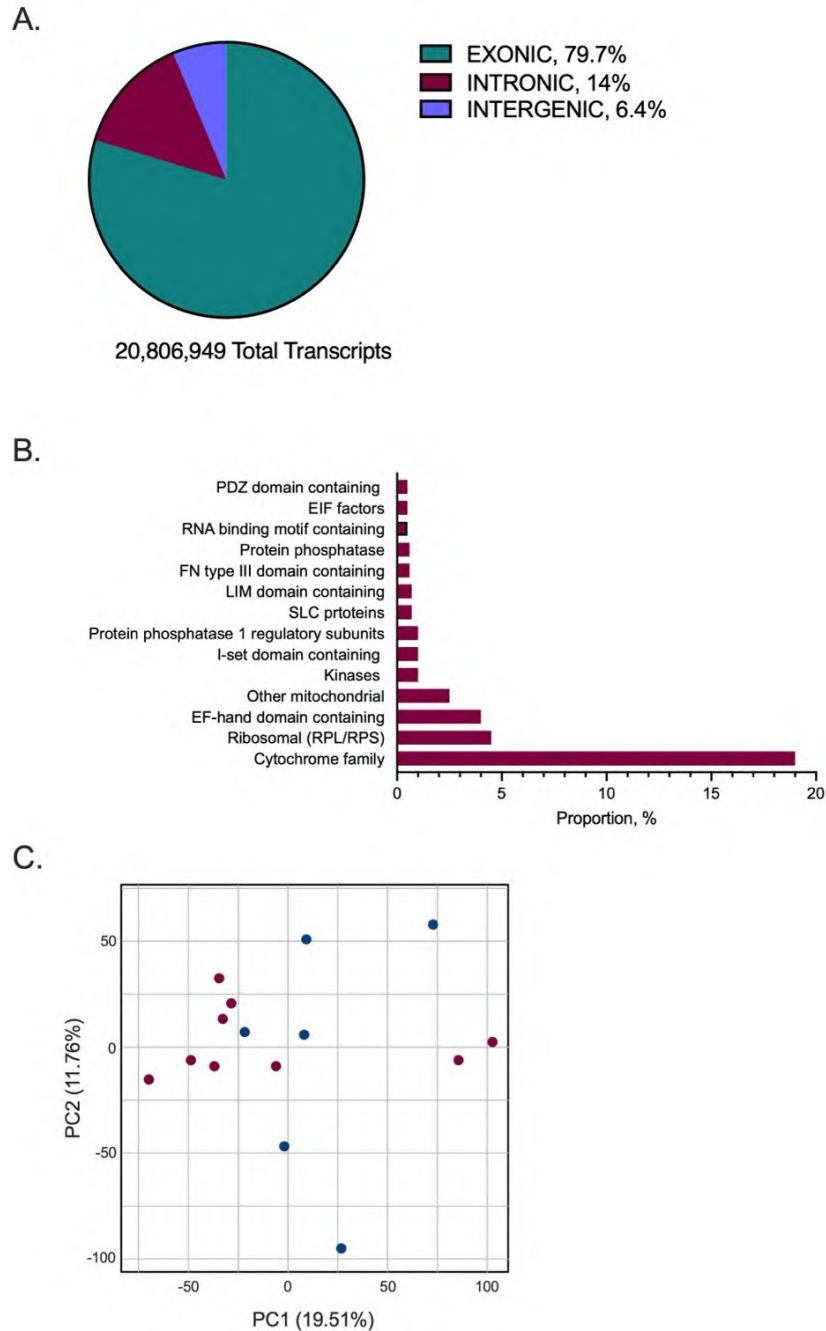 A.
EXONIC, 79.7%
INTRONIC, 14%
INTERGENIC, 6.4%
20,806,949 Total Transcripts
B.
PDZ domain containing
EIF factors
RNA binding motif containing
Protein phosphatase
FN type III domain containing
LIM domain containing
SLC prtoteins
Protein phosphatase 1 regulatory subunits
I-set domain containing
Kinases
Other mitochondrial
EF-hand domain containing
Ribosomal (RPL/RPS)
Cytochrome family
0 5 10 15 20
Proportion, %
C.
50
0
-50
-100
PC2 (11.76%)
-50 0 50 100
PC1 (19.51%)